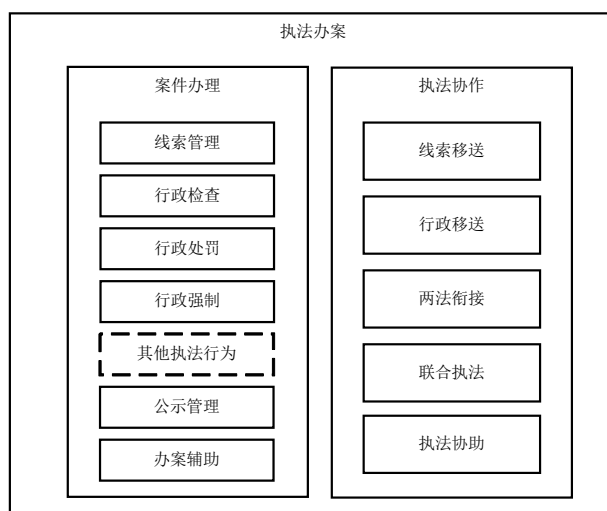 执法办案
案件办理
线索管理
行政检查
行政处罚
行政强制
其他执法行为
公示管理
办案辅助
执法协作
线索移送
行政移送
两法衔接
联合执法
执法协助